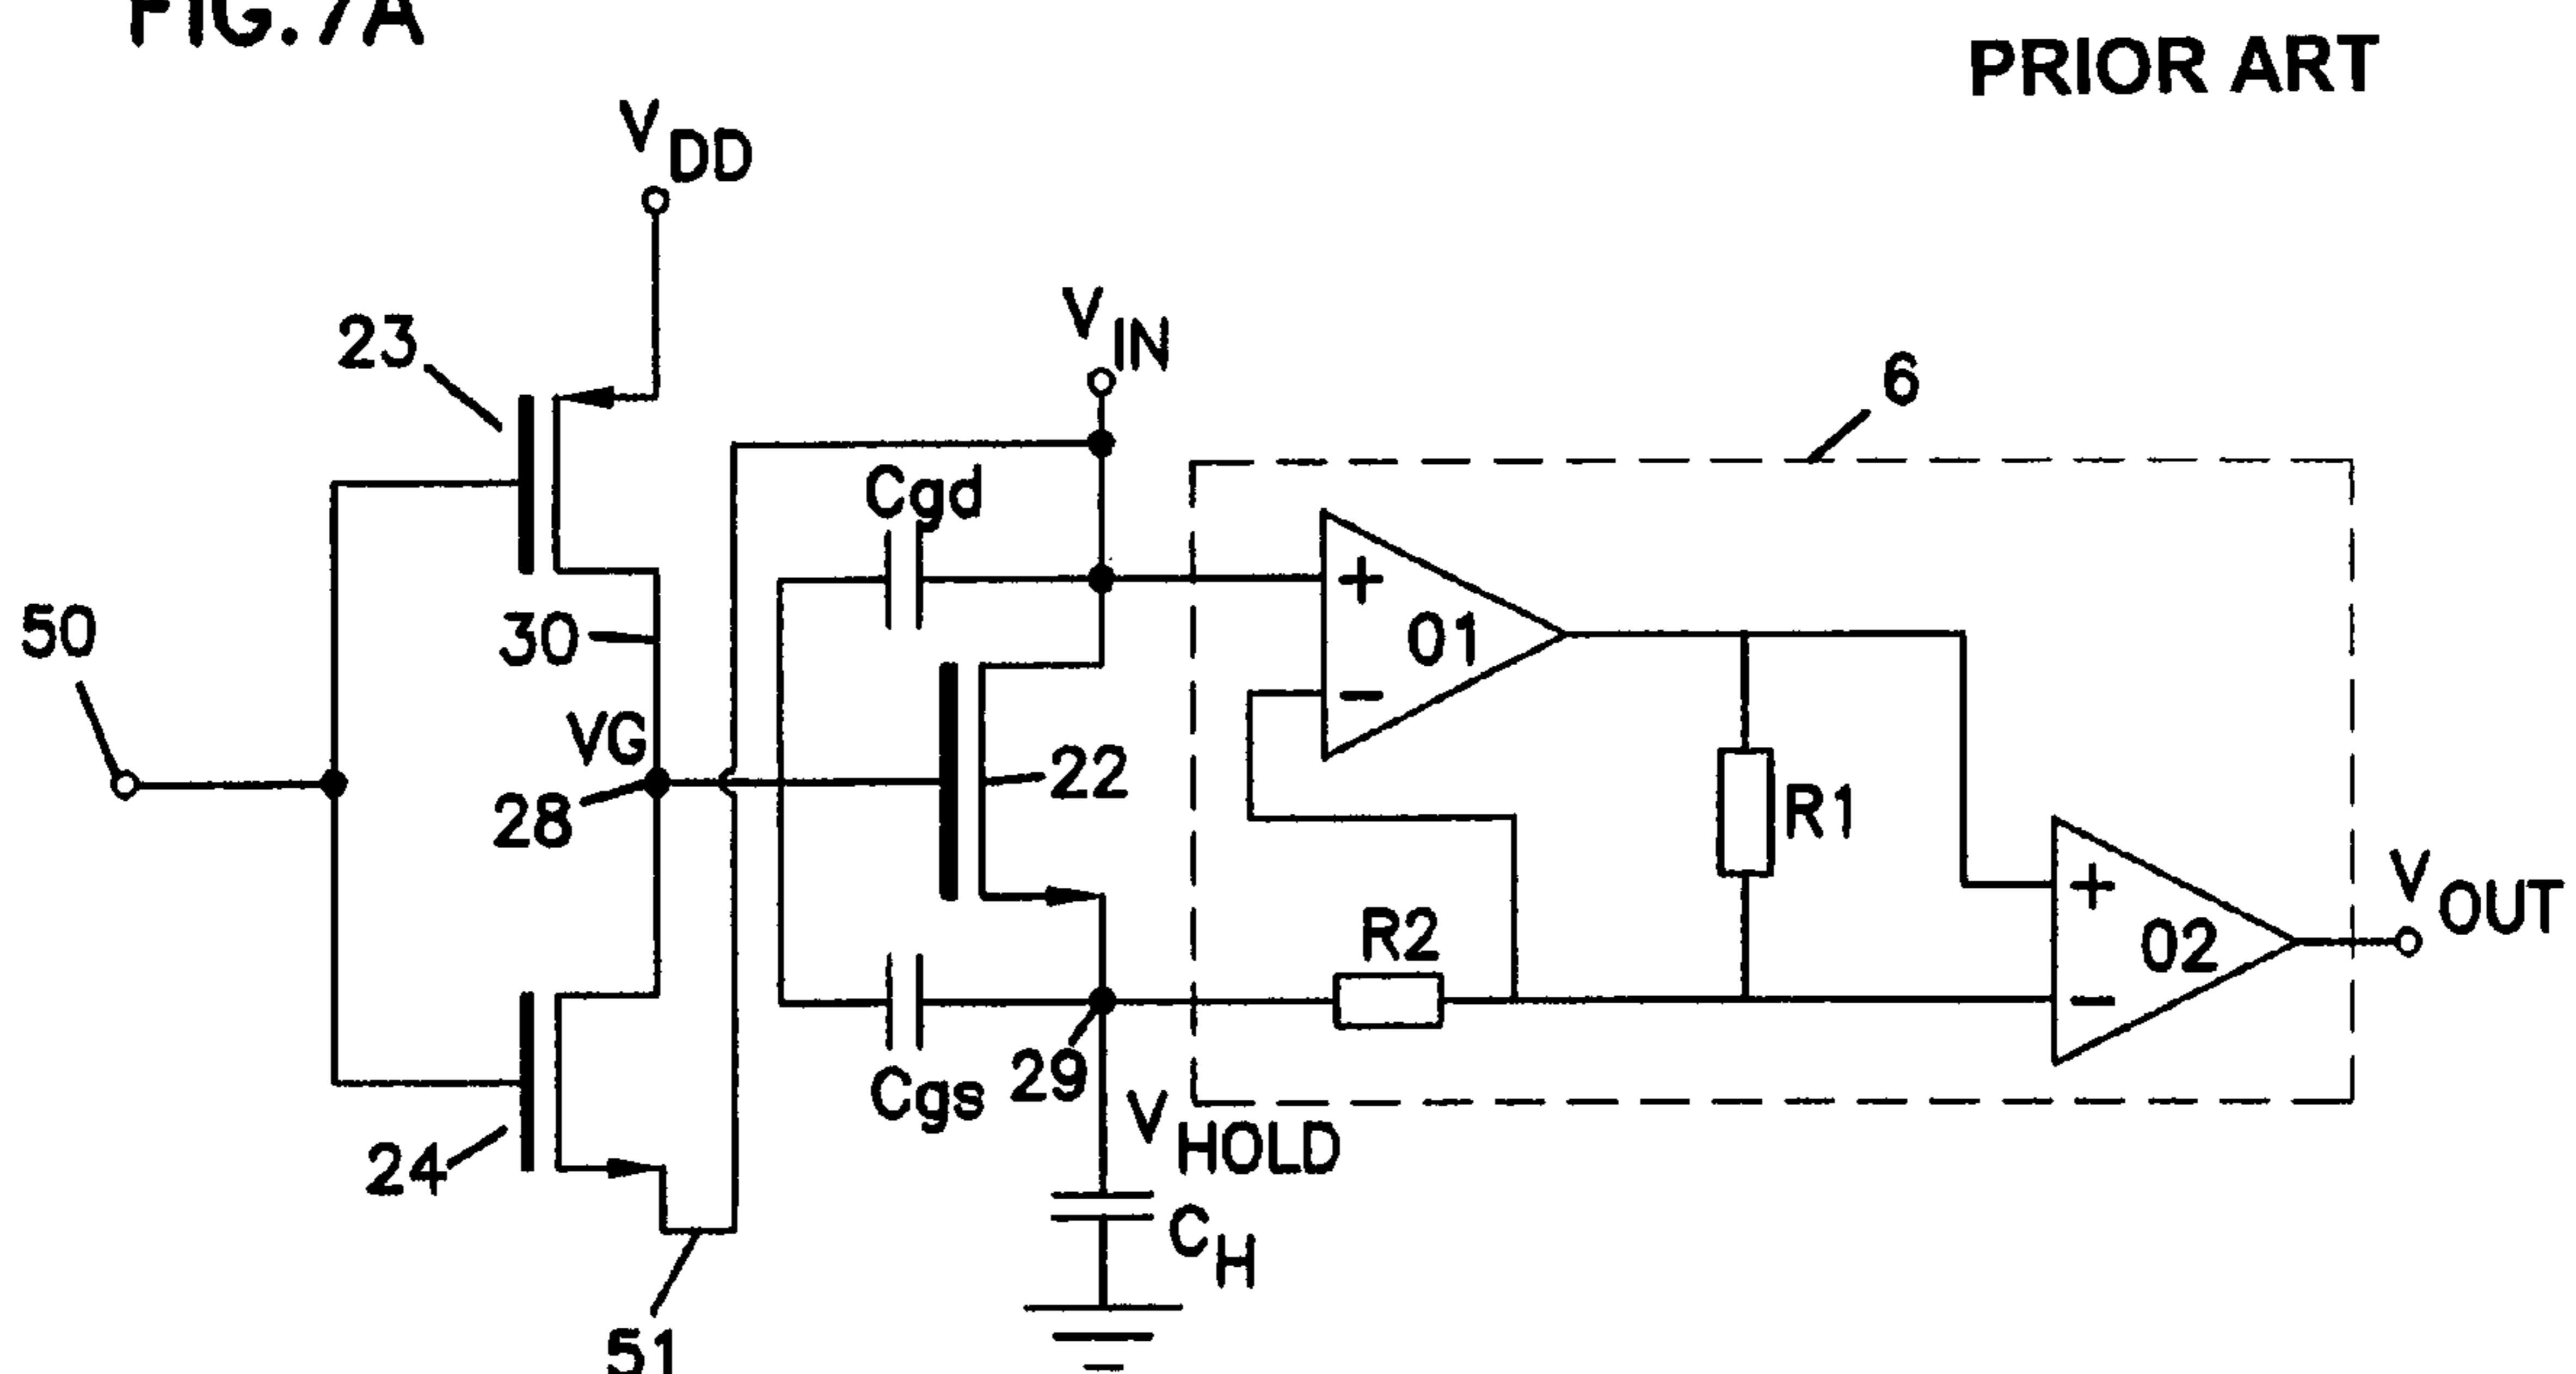 FIG. 7A
PRIOR ART
VDD
VIN
23
6
Cgd
+
01
50
30
−
VG
22
R1
28
VOUT
+
R2
02
−
29
Cgs
VHOLD
24
CH
51